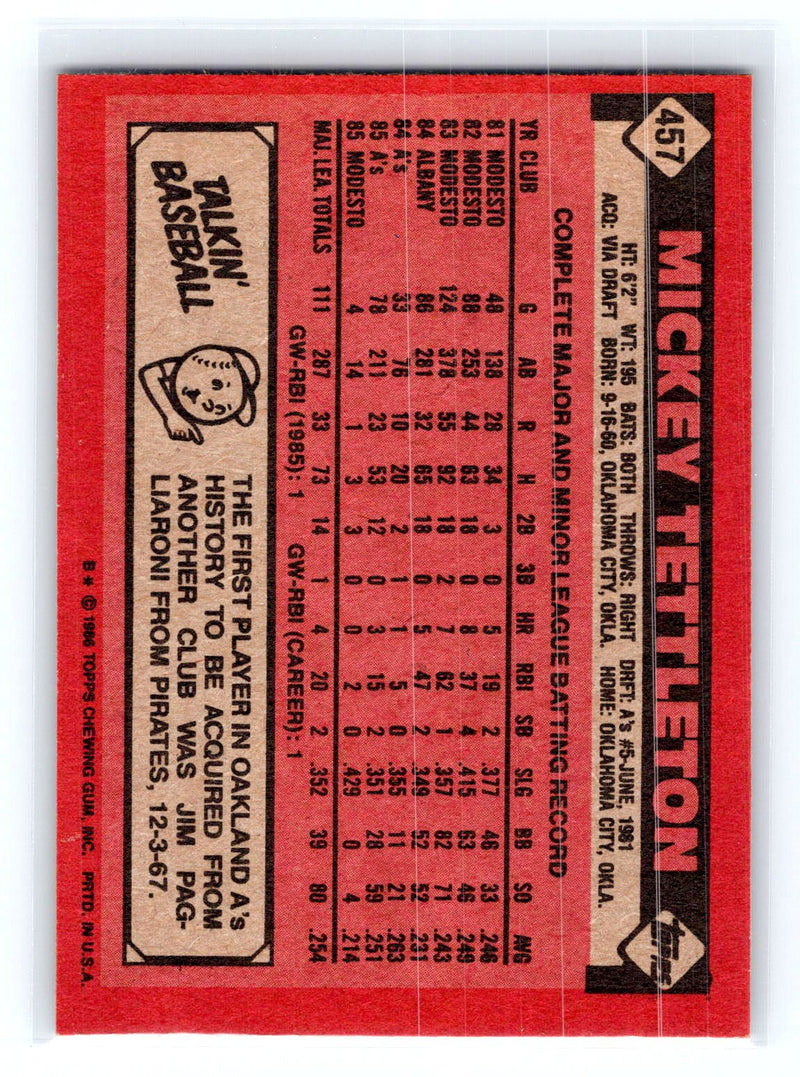 457
MICKEY TETTLETON
Topps
HT: 6'2" WT: 195 BATS: BOTH THROWS: RIGHT DRFT: A's #5-JUNE, 1981
ACQ: VIA DRAFT BORN: 9-16-60, OKLAHOMA CITY, OKLA. HOME: OKLAHOMA CITY, OKLA.
COMPLETE MAJOR AND MINOR LEAGUE BATTING RECORD
YR CLUB G AB R H 2B 3B HR RBI SB SLG BB SO AVG
81 MODESTO 48 138 28 34 3 0 5 19 2 .377 46 33 .246
82 MODESTO 88 253 44 63 18 0 8 37 4 .415 63 46 .249
83 MODESTO 124 378 55 92 18 2 7 62 1 .357 82 71 .243
84 ALBANY 86 281 32 65 18 0 5 47 2 .349 52 52 .231
84 A's 33 76 10 20 2 1 1 5 0 .355 11 21 .263
85 A's 78 211 23 53 12 0 3 15 2 .351 28 59 .251
85 MODESTO 4 14 1 3 3 0 0 2 0 .429 0 4 .214
MAJ. LEA. TOTALS 111 287 33 73 14 1 4 20 2 .352 39 80 .254
GW-RBI (1985): 1 GW-RBI (CAREER): 1
TALKIN'
BASEBALL
THE FIRST PLAYER IN OAKLAND A's
HISTORY TO BE ACQUIRED FROM
ANOTHER CLUB WAS JIM PAG-
LIARONI FROM PIRATES, 12-3-67.
B * © 1986 TOPPS CHEWING GUM, INC. PRTD. IN U.S.A.